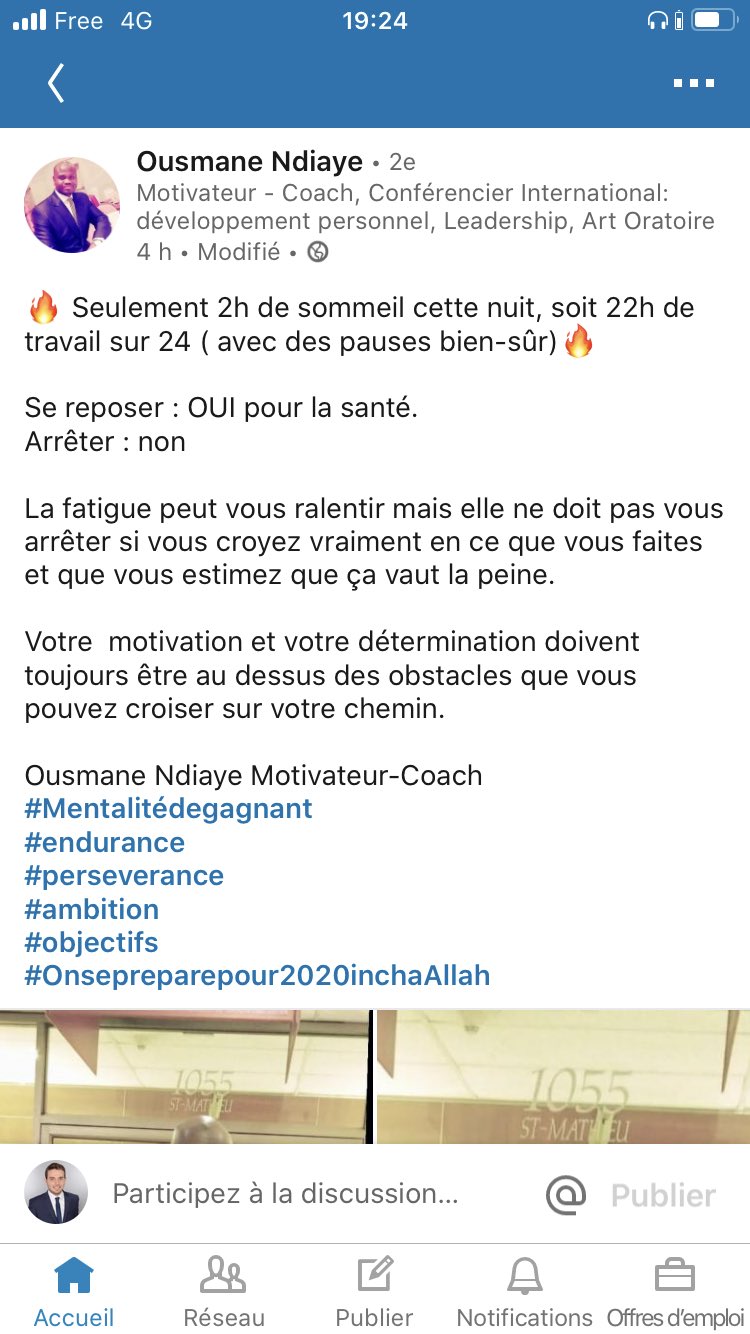 Free 4G 19:24
Ousmane Ndiaye • 2e
Motivateur - Coach, Conférencier International:
développement personnel, Leadership, Art Oratoire
4 h • Modifié •
🔥 Seulement 2h de sommeil cette nuit, soit 22h de
travail sur 24 ( avec des pauses bien-sûr)🔥
Se reposer : OUI pour la santé.
Arrêter : non
La fatigue peut vous ralentir mais elle ne doit pas vous
arrêter si vous croyez vraiment en ce que vous faites
et que vous estimez que ça vaut la peine.
Votre  motivation et votre détermination doivent
toujours être au dessus des obstacles que vous
pouvez croiser sur votre chemin.
Ousmane Ndiaye Motivateur-Coach
#Mentalitédegagnant
#endurance
#perseverance
#ambition
#objectifs
#Onsepreparepour2020inchaAllah
1055
ST-MATHIEU
1055
ST-MATHIEU
Participez à la discussion... @ Publier
Accueil Réseau Publier Notifications Offres d'emploi